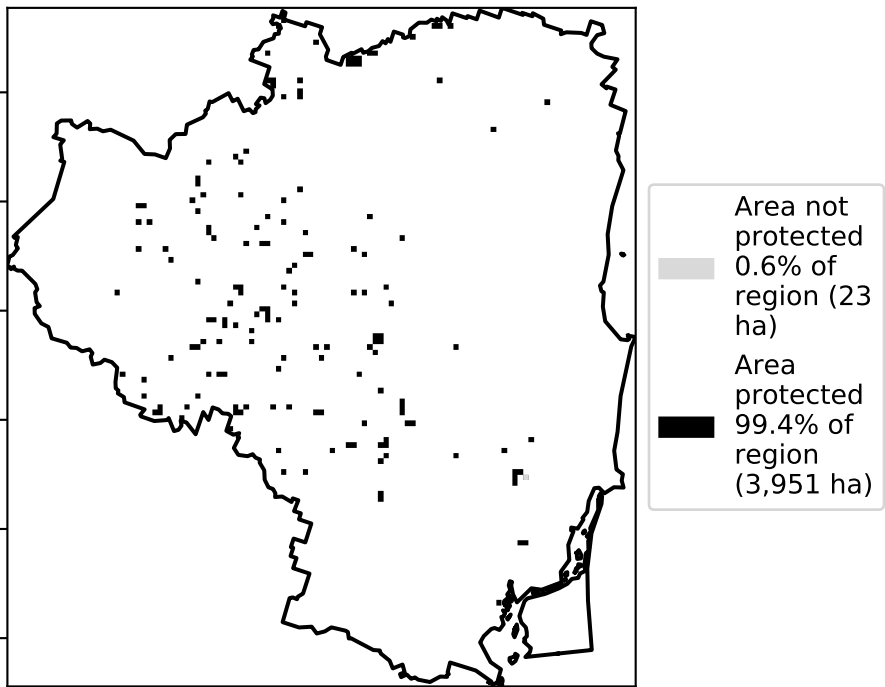 Area not
protected
0.6% of
region (23
ha)
Area
protected
99.4% of
region
(3,951 ha)